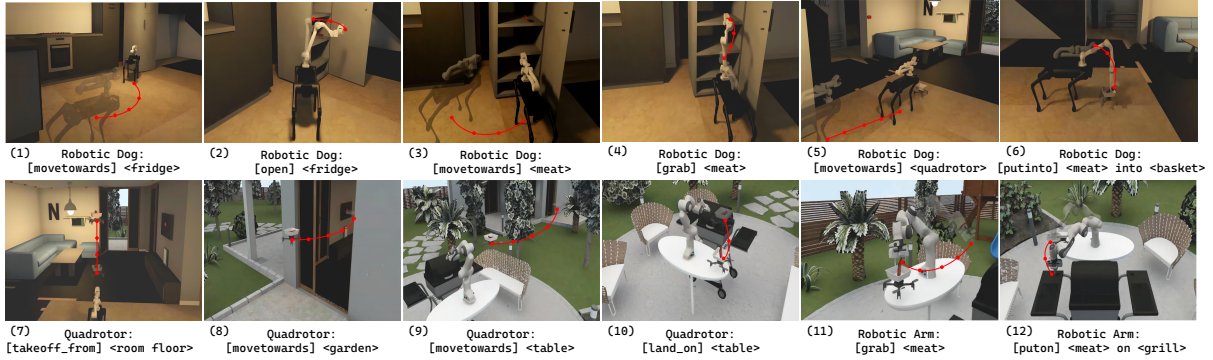 (1) Robotic Dog:
[movetowards] <fridge>
(2) Robotic Dog:
[open] <fridge>
(3) Robotic Dog:
[movetowards] <meat>
(4) Robotic Dog:
[grab] <meat>
(5) Robotic Dog:
[movetowards] <quadrotor>
(6) Robotic Dog:
[putinto] <meat> into <basket>
N
N
(7) Quadrotor:
[takeoff_from] <room floor>
(8) Quadrotor:
[movetowards] <garden>
(9) Quadrotor:
[movetowards] <table>
(10) Quadrotor:
[land_on] <table>
(11) Robotic Arm:
[grab] <meat>
(12) Robotic Arm:
[puton] <meat> on <grill>